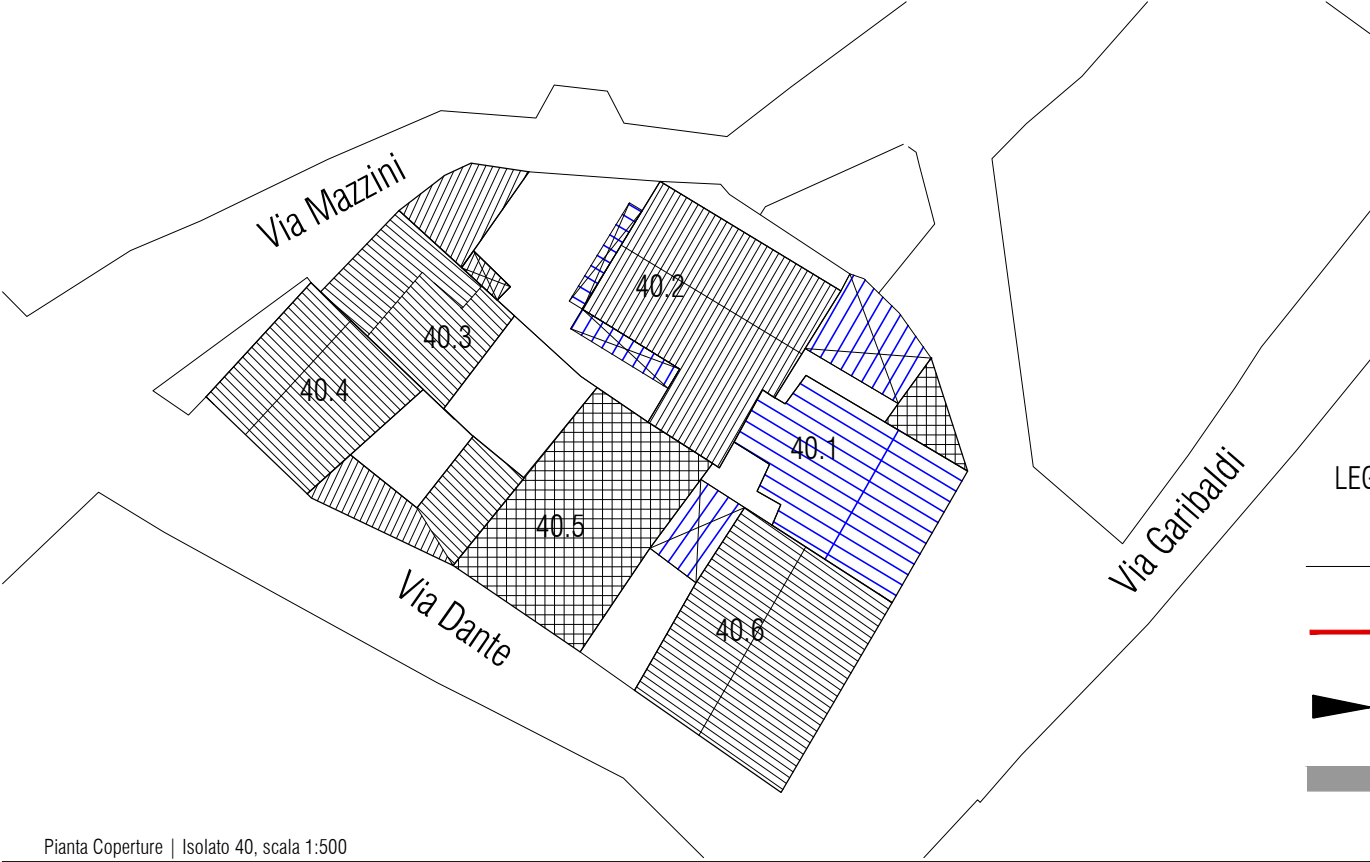 Via Mazzini
40.2
40.3
40.4
40.1
40.5
40.6
Via Dante
Via Garibaldi
LEG
Pianta Coperture | Isolato 40, scala 1:500